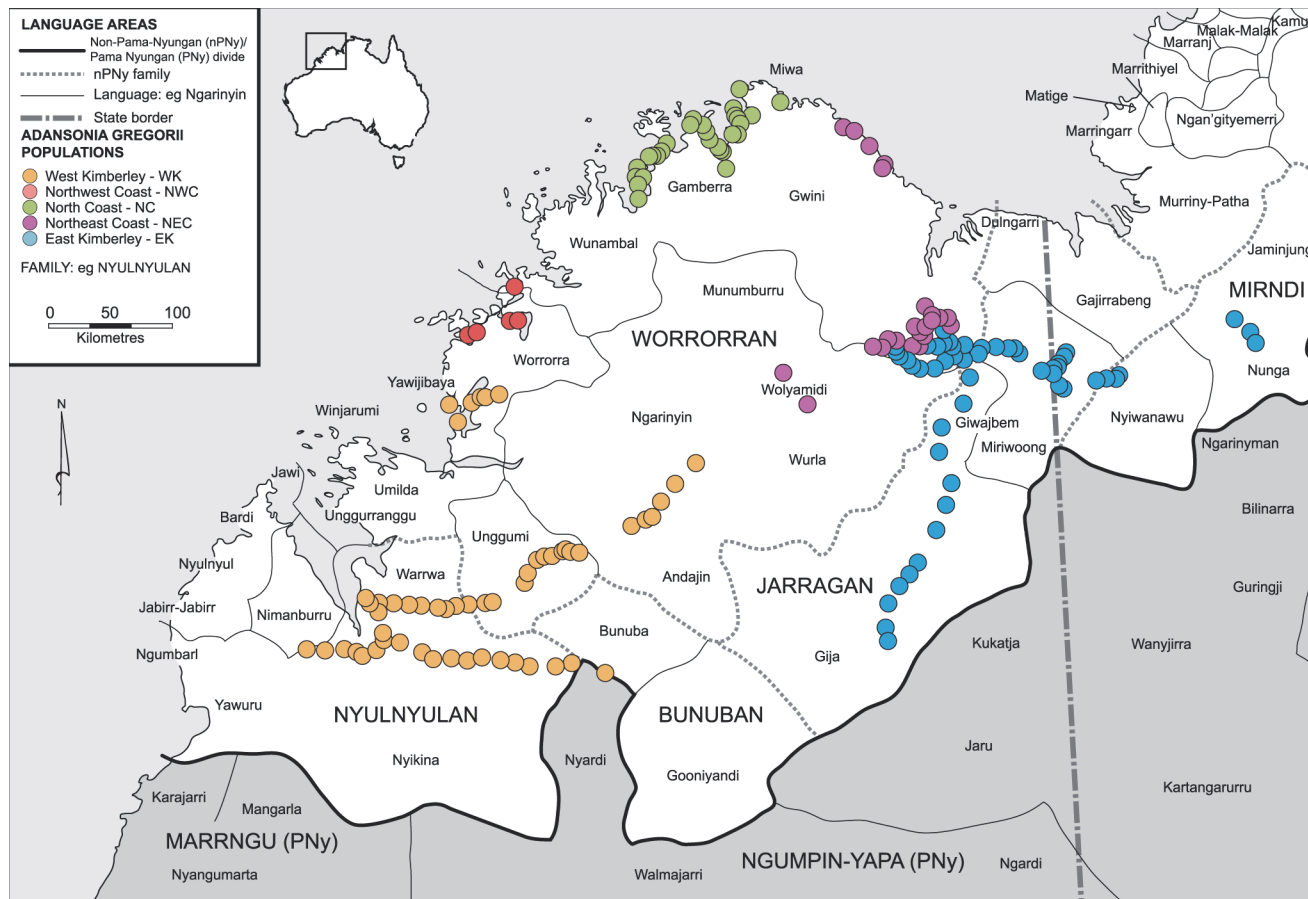 LANGUAGE AREAS
Non-Pama-Nyungan (nPNy)/
Pama Nyungan (PNy) divide
nPNy family
Language: eg Ngarinyin
State border
ADANSONIA GREGORII
POPULATIONS
West Kimberley - WK
Northwest Coast - NWC
North Coast - NC
Northeast Coast - NEC
East Kimberley - EK
FAMILY: eg NYULNYULAN
0 50 100
Kilometres
N
Kamu
Malak-Malak
Marranj
Marrithiyel
Matige
Ngan'gityemerri
Marringarr
Miwa
Gamberra
Gwini
Murriny-Patha
Dulngarri
Wunambal
Jaminjung
Munumburru
Gajirrabeng
MIRNDI
WORRORRAN
Worrorra
Yawijibaya
Wolyamidi
Nunga
Winjarumi
Ngarinyin
Giwajbem
Nyiwanawu
Miriwoong
Ngarinyman
Wurla
Jawi
Umilda
Bardi
Unggurranggu
Bilinarra
Unggumi
Nyulnyul
Warrwa
Andajin
JARRAGAN
Guringji
Jabirr-Jabirr
Nimanburru
Bunuba
Kukatja
Wanyjirra
Ngumbarl
Gija
Yawuru
NYULNYULAN
BUNUBAN
Jaru
Nyikina
Nyardi
Gooniyandi
Kartangarurru
Karajarri
Mangarla
MARRNGU (PNy)
NGUMPIN-YAPA (PNy)
Ngardi
Nyangumarta
Walmajarri